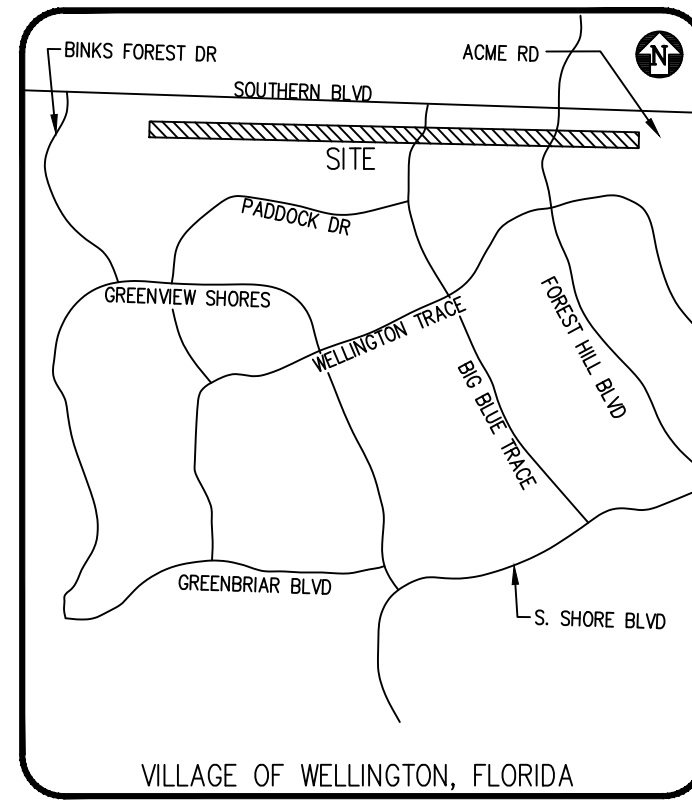 BINKS FOREST DR
ACME RD
N
SOUTHERN BLVD
SITE
PADDOCK DR
GREENVIEW SHORES
WELLINGTON TRACE
FOREST HILL BLVD
BIG BLUE TRACE
GREENBRIAR BLVD
S. SHORE BLVD
VILLAGE OF WELLINGTON, FLORIDA